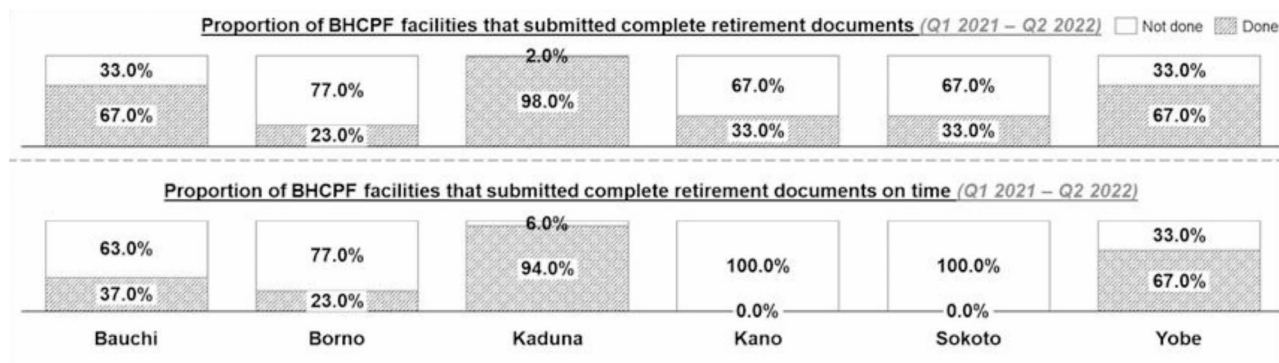 Proportion of BHCPF facilities that submitted complete retirement documents (Q1 2021 – Q2 2022) Not done Done
33.0% 77.0% 2.0% 67.0% 67.0% 33.0%
67.0% 23.0% 98.0% 33.0% 33.0% 67.0%
Proportion of BHCPF facilities that submitted complete retirement documents on time (Q1 2021 – Q2 2022)
63.0% 77.0% 6.0% 100.0% 100.0% 33.0%
37.0% 23.0% 94.0% 0.0% 0.0% 67.0%
Bauchi Borno Kaduna Kano Sokoto Yobe